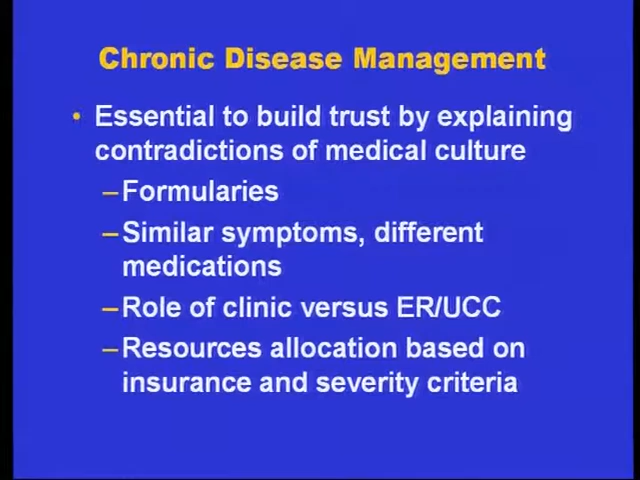 Chronic Disease Management
• Essential to build trust by explaining
contradictions of medical culture
–Formularies
–Similar symptoms, different
medications
–Role of clinic versus ER/UCC
–Resources allocation based on
insurance and severity criteria